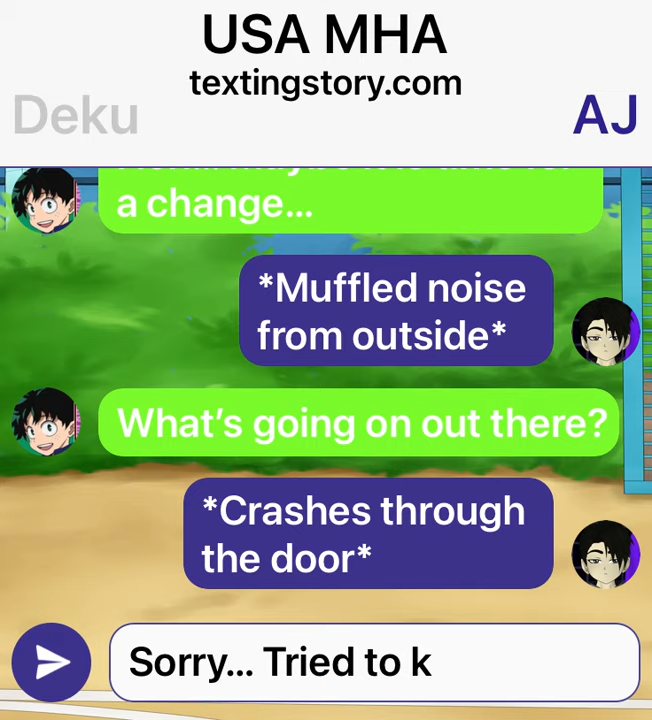 USA MHA
textingstory.com
Deku
AJ
a change...
*Muffled noise
from outside*
What's going on out there?
*Crashes through
the door*
Sorry... Tried to k